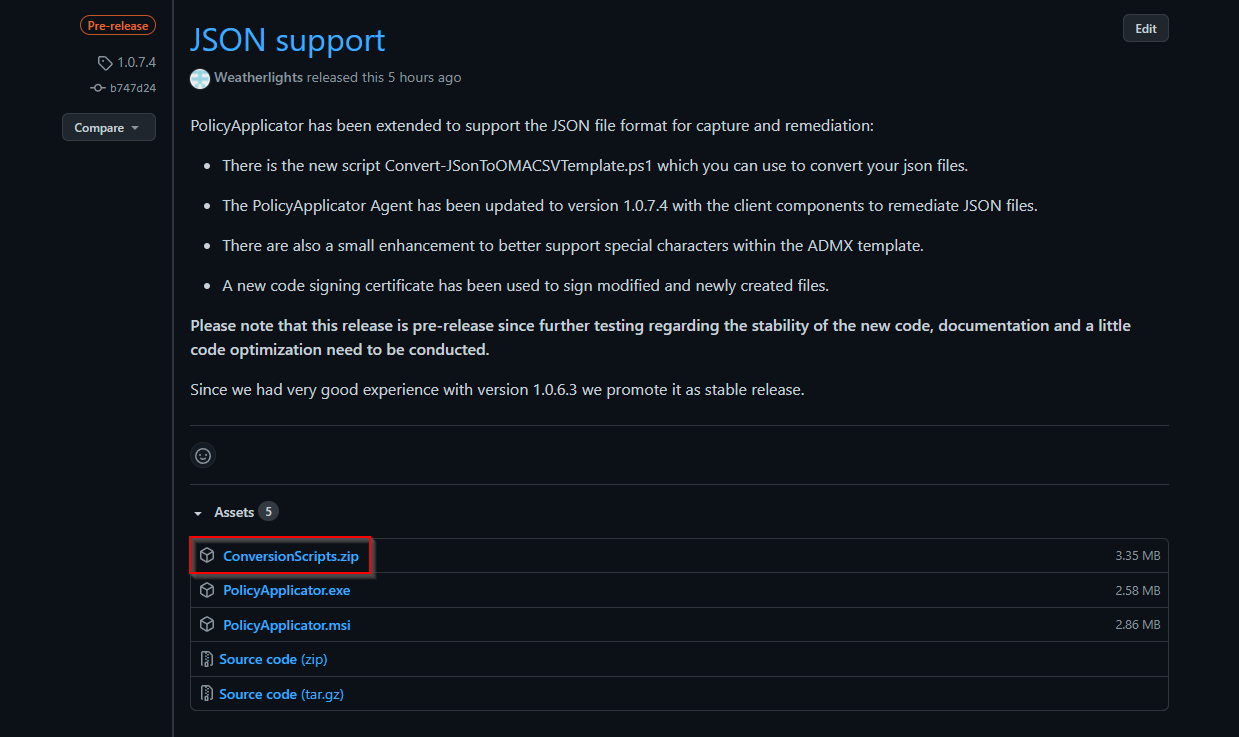 Pre-release
1.0.7.4
b747d24
Compare
JSON support
Edit
Weatherlights released this 5 hours ago
PolicyApplicator has been extended to support the JSON file format for capture and remediation:
There is the new script Convert-JSonToOMACSVTemplate.ps1 which you can use to convert your json files.
The PolicyApplicator Agent has been updated to version 1.0.7.4 with the client components to remediate JSON files.
There are also a small enhancement to better support special characters within the ADMX template.
A new code signing certificate has been used to sign modified and newly created files.
Please note that this release is pre-release since further testing regarding the stability of the new code, documentation and a little
code optimization need to be conducted.
Since we had very good experience with version 1.0.6.3 we promote it as stable release.
Assets 5
ConversionScripts.zip 3.35 MB
PolicyApplicator.exe 2.58 MB
PolicyApplicator.msi 2.86 MB
Source code (zip)
Source code (tar.gz)